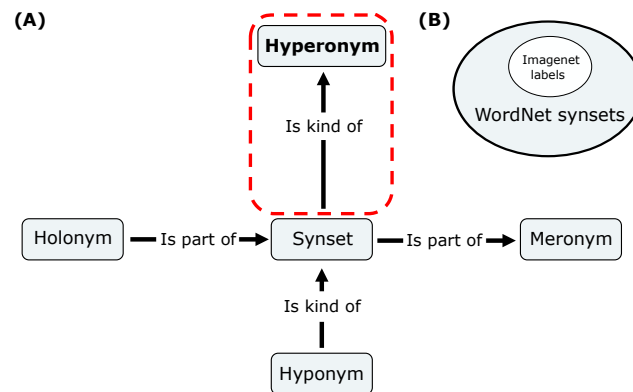 (A)
Hyperonym
(B)
Imagenet
labels
WordNet synsets
Is kind of
Holonym
Is part of
Synset
Is part of
Meronym
Is kind of
Hyponym